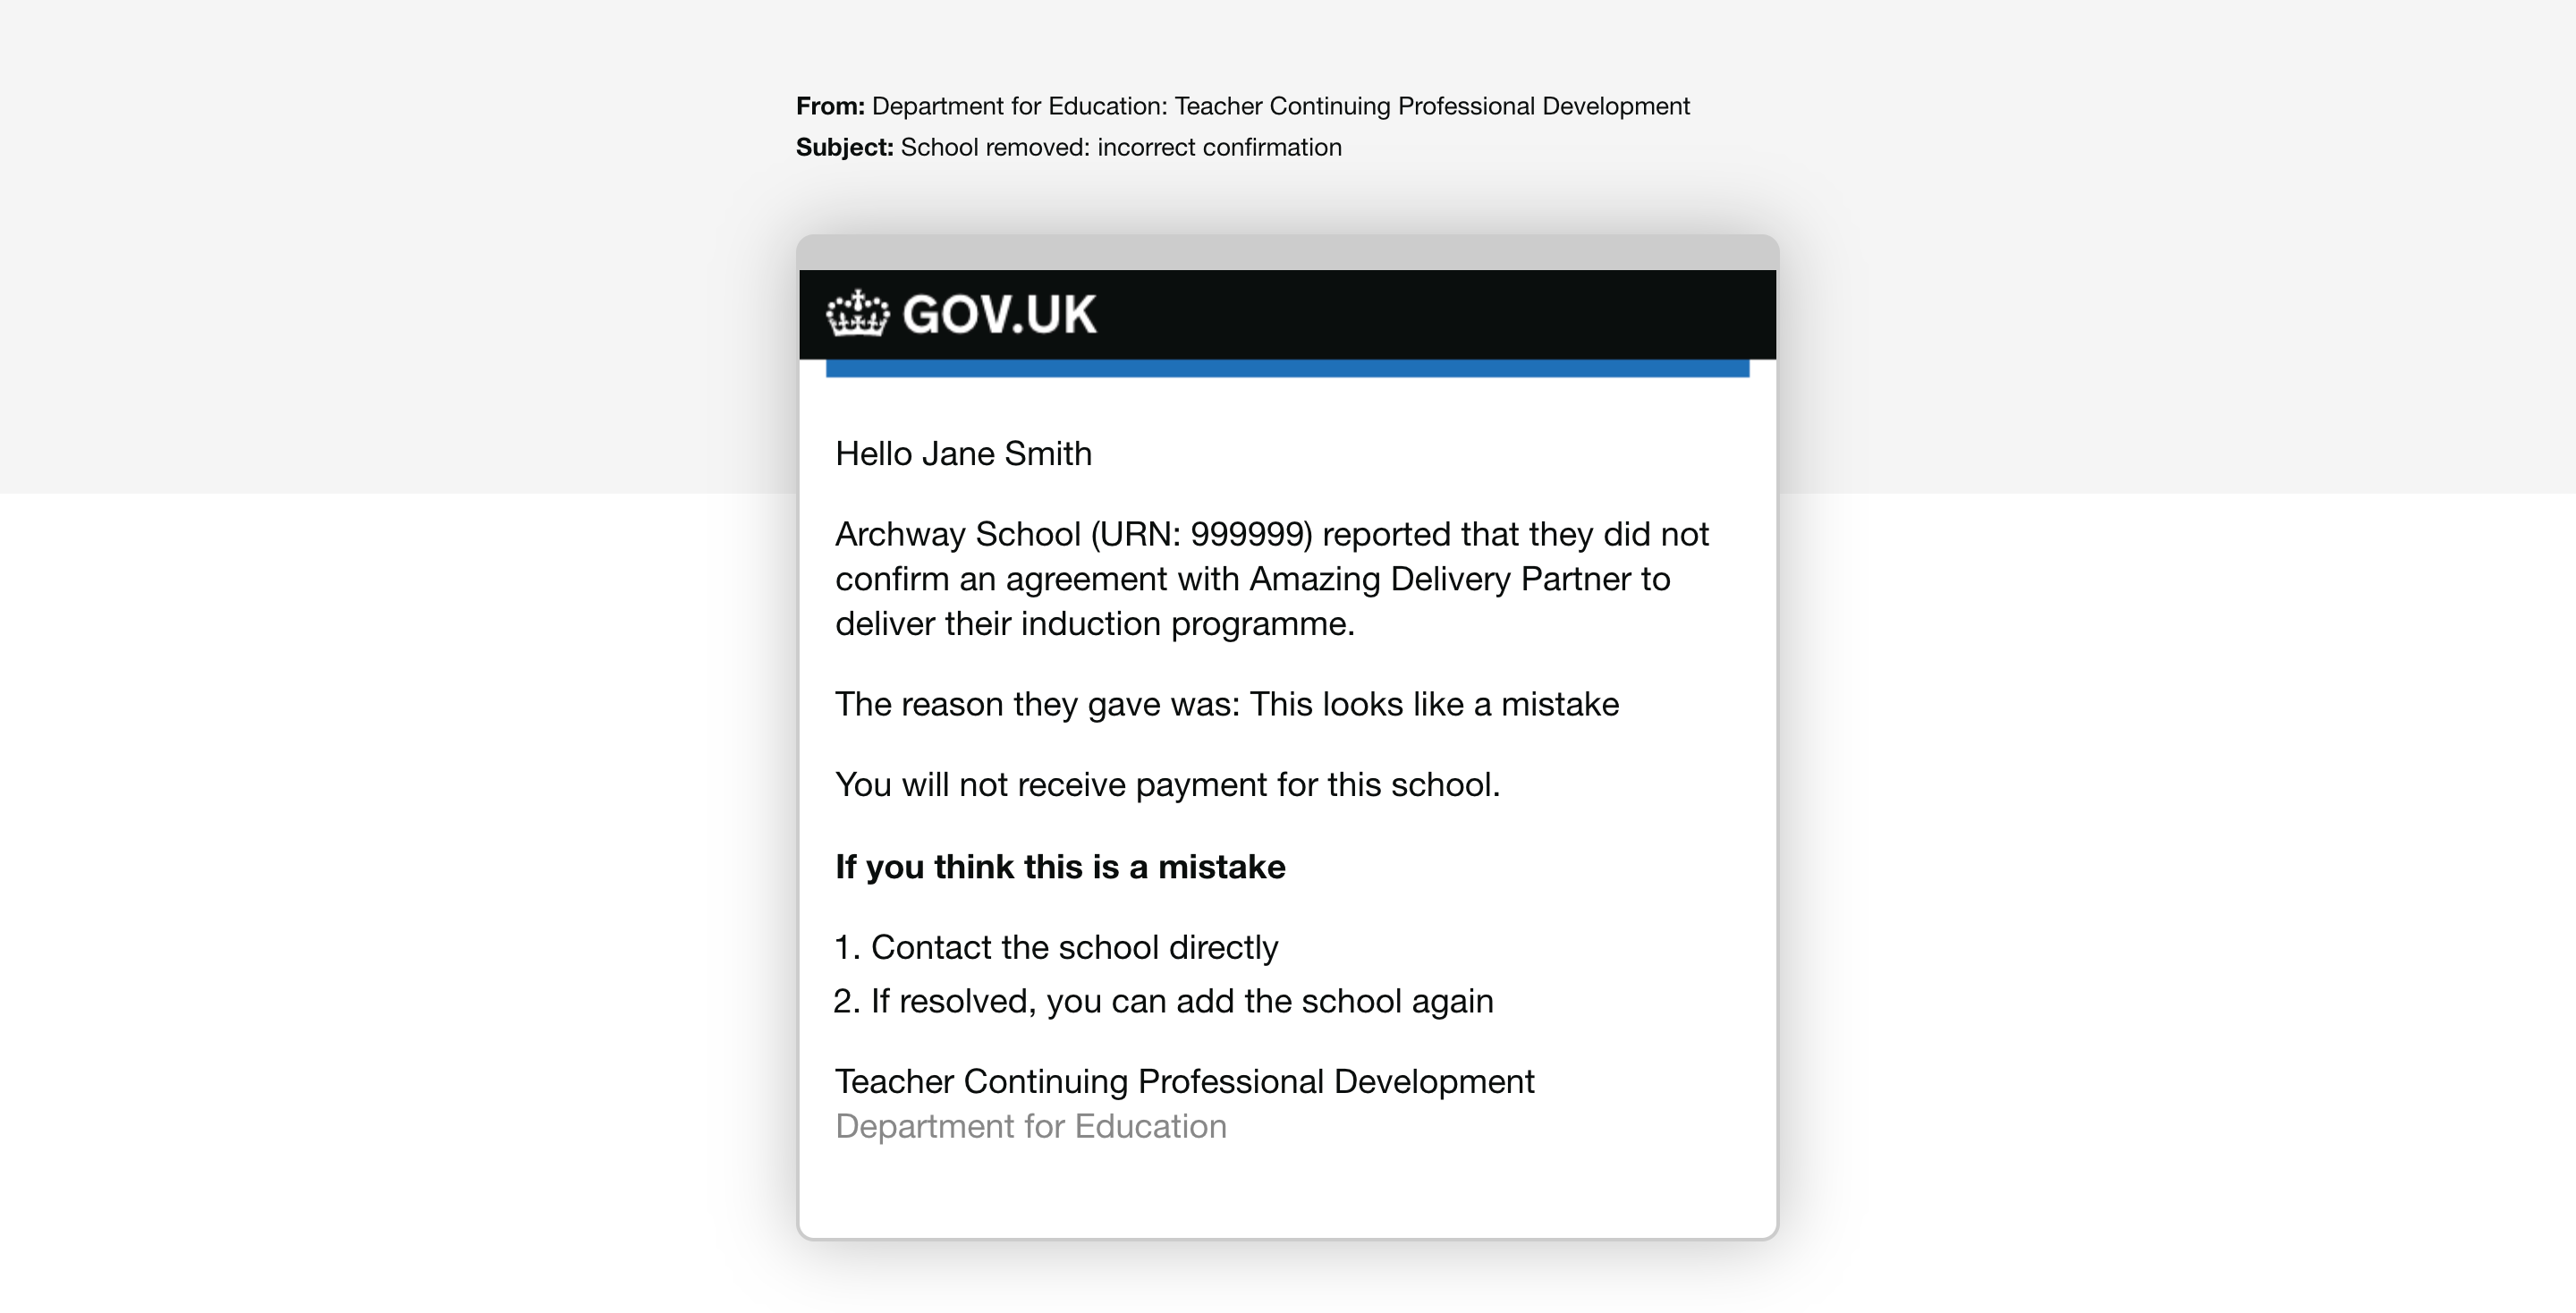 From: Department for Education: Teacher Continuing Professional Development
Subject: School removed: incorrect confirmation
GOV.UK
Hello Jane Smith
Archway School (URN: 999999) reported that they did not
confirm an agreement with Amazing Delivery Partner to
deliver their induction programme.
The reason they gave was: This looks like a mistake
You will not receive payment for this school.
If you think this is a mistake
1. Contact the school directly
2. If resolved, you can add the school again
Teacher Continuing Professional Development
Department for Education